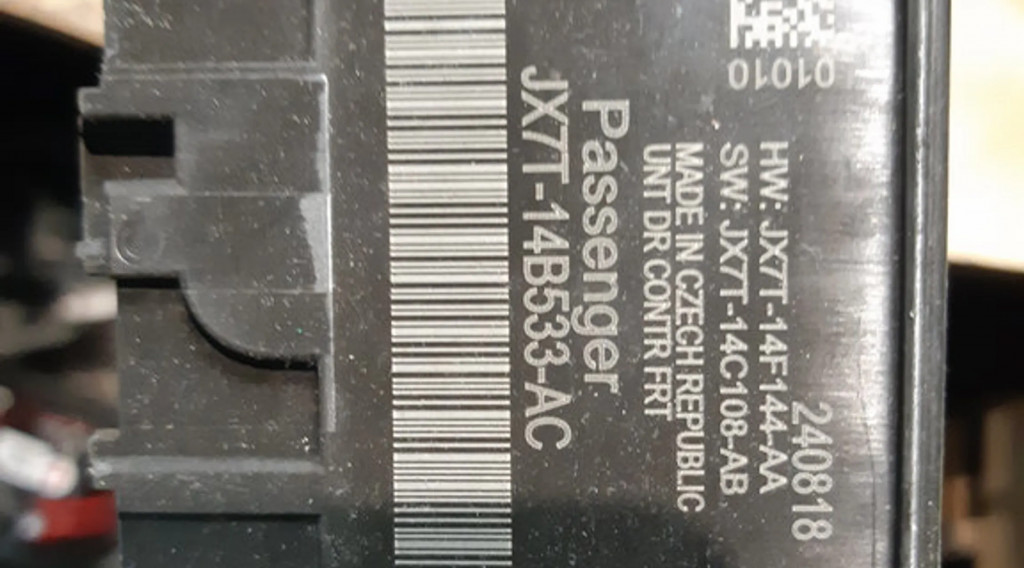 01010
240818
HW: JX7T-14F144-AA
SW: JX7T-14C108-AB
MADE IN CZECH REPUBLIC
UNT DR CONTR FRT
Passenger
JX7T-14B533-AC